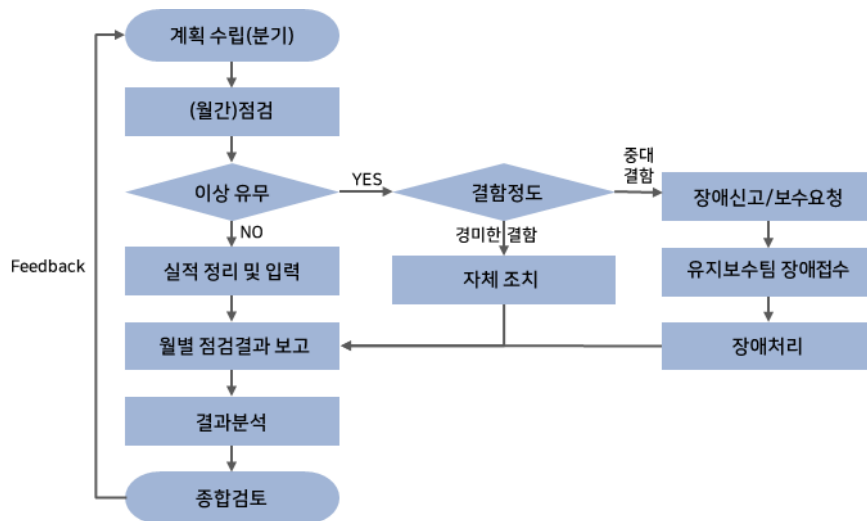 계획 수립(분기)
(월간)점검
이상 유무
YES
결함정도
중대
결함
장애신고/보수요청
NO
경미한 결함
Feedback
실적 정리 및 입력
자체 조치
유지보수팀 장애접수
월별 점검결과 보고
장애처리
결과분석
종합검토